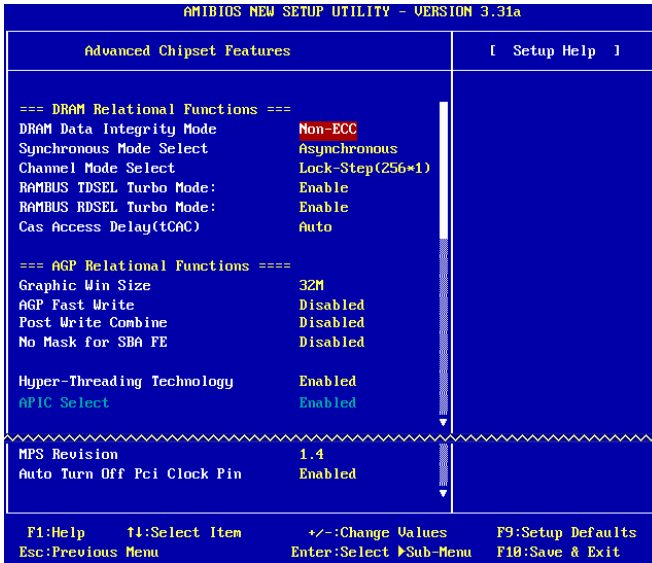 AMIBIOS NEW SETUP UTILITY - VERSION 3.31a
Advanced Chipset Features
[ Setup Help ]
=== DRAM Relational Functions ===
DRAM Data Integrity Mode Non-ECC
Synchronous Mode Select Asynchronous
Channel Mode Select Lock-Step(256*1)
RAMBUS TDSEL Turbo Mode: Enable
RAMBUS RDSEL Turbo Mode: Enable
Cas Access Delay(tCAC) Auto
=== AGP Relational Functions ====
Graphic Win Size 32M
AGP Fast Write Disabled
Post Write Combine Disabled
No Mask for SBA FE Disabled
Hyper-Threading Technology Enabled
APIC Select Enabled
MPS Revision 1.4
Auto Turn Off Pci Clock Pin Enabled
F1:Help ↑↓:Select Item +/-:Change Values F9:Setup Defaults
Esc:Previous Menu Enter:Select ▶Sub-Menu F10:Save & Exit